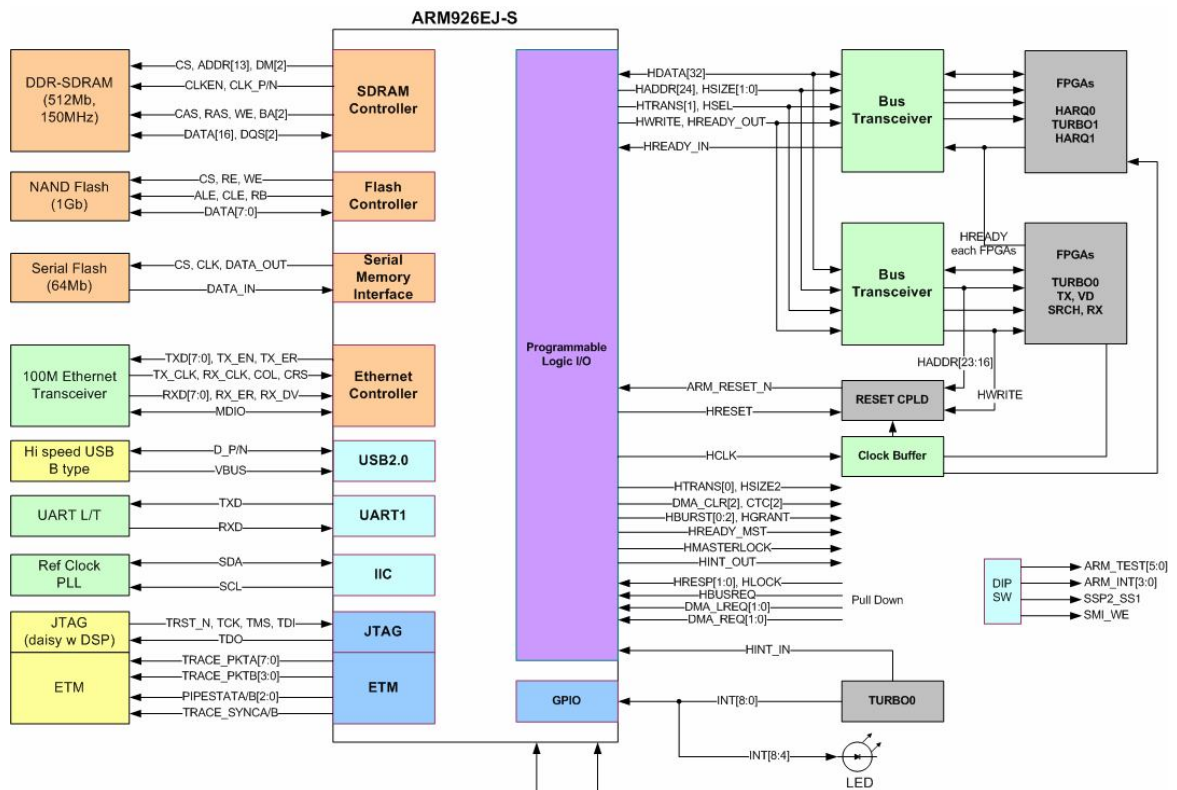 ARM926EJ-S
DDR-SDRAM
(512Mb,
150MHz)
CS, ADDR[13], DM[2]
CLKEN, CLK_P/N
CAS, RAS, WE, BA[2]
DATA[16], DQS[2]
SDRAM
Controller
NAND Flash
(1Gb)
CS, RE, WE
ALE, CLE, RB
DATA[7:0]
Flash
Controller
Serial Flash
(64Mb)
CS, CLK, DATA_OUT
DATA_IN
Serial
Memory
Interface
100M Ethernet
Transceiver
TXD[7:0], TX_EN, TX_ER
TX_CLK, RX_CLK, COL, CRS
RXD[7:0], RX_ER, RX_DV
MDIO
Ethernet
Controller
Hi speed USB
B type
D_P/N
VBUS
USB2.0
UART L/T
TXD
RXD
UART1
Ref Clock
PLL
SDA
SCL
IIC
JTAG
(daisy w DSP)
TRST_N, TCK, TMS, TDI
TDO
JTAG
ETM
TRACE_PKTA[7:0]
TRACE_PKTB[3:0]
PIPESTATA/B[2:0]
TRACE_SYNCA/B
ETM
Programmable
Logic I/O
GPIO
HDATA[32]
HADDR[24], HSIZE[1:0]
HTRANS[1], HSEL
HWRITE, HREADY_OUT
HREADY_IN
Bus
Transceiver
FPGAs
HARQ0
TURBO1
HARQ1
Bus
Transceiver
HREADY
each FPGAs
FPGAs
TURBO0
TX, VD
SRCH, RX
HADDR[23:16]
HWRITE
ARM_RESET_N
HRESET
RESET CPLD
HCLK
Clock Buffer
HTRANS[0], HSIZE2
DMA_CLR[2], CTC[2]
HBURST[0:2], HGRANT
HREADY_MST
HMASTERLOCK
HINT_OUT
HRESP[1:0], HLOCK
HBUSREQ
DMA_LREQ[1:0]
DMA_REQ[1:0]
Pull Down
DIP
SW
ARM_TEST[5:0]
ARM_INT[3:0]
SSP2_SS1
SMI_WE
HINT_IN
INT[8:0]
TURBO0
INT[8:4]
LED